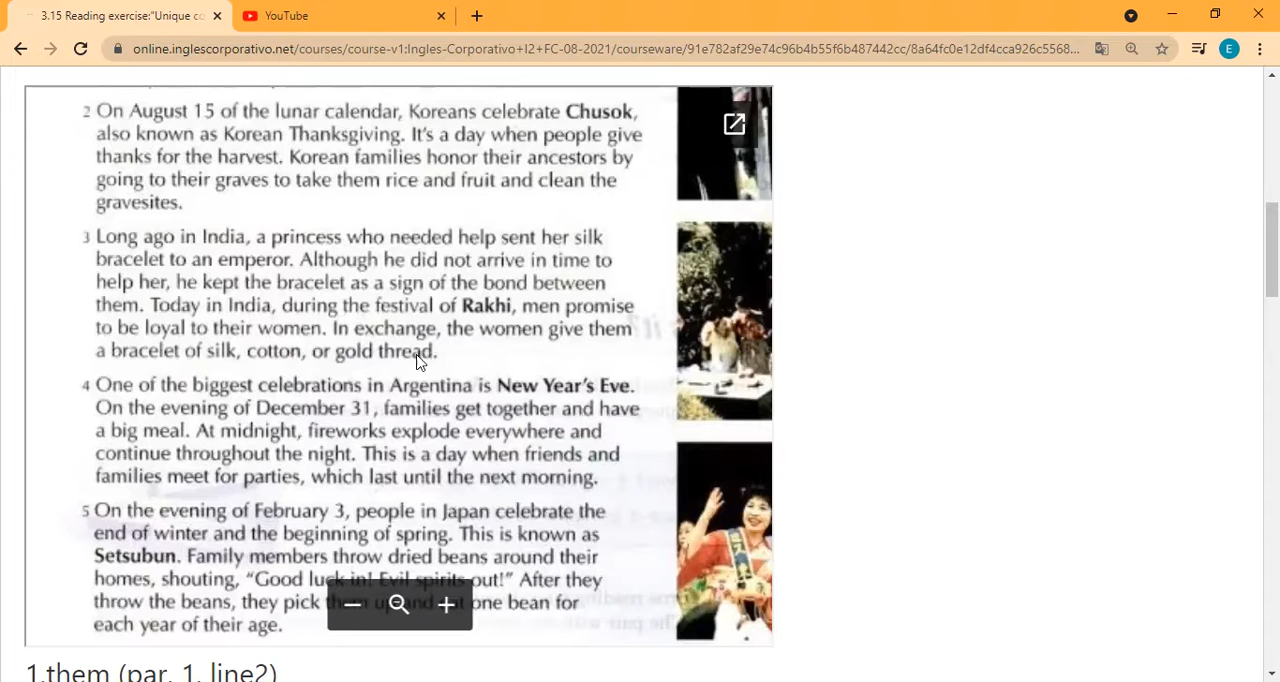 3.15 Reading exercise:"Unique co
YouTube
online.inglescorporativo.net/courses/course-v1:Ingles-Corporativo+I2+FC-08-2021/courseware/91e782af29e74c96b4b55f6b487442cc/8a64fc0e12df4cca926c5568...
E
2 On August 15 of the lunar calendar, Koreans celebrate Chusok,
also known as Korean Thanksgiving. It's a day when people give
thanks for the harvest. Korean families honor their ancestors by
going to their graves to take them rice and fruit and clean the
gravesites.
3 Long ago in India, a princess who needed help sent her silk
bracelet to an emperor. Although he did not arrive in time to
help her, he kept the bracelet as a sign of the bond between
them. Today in India, during the festival of Rakhi, men promise
to be loyal to their women. In exchange, the women give them
a bracelet of silk, cotton, or gold thread.
4 One of the biggest celebrations in Argentina is New Year's Eve.
On the evening of December 31, families get together and have
a big meal. At midnight, fireworks explode everywhere and
continue throughout the night. This is a day when friends and
families meet for parties, which last until the next morning.
5 On the evening of February 3, people in Japan celebrate the
end of winter and the beginning of spring. This is known as
Setsubun. Family members throw dried beans around their
homes, shouting, "Good luck in! Evil spirits out!" After they
throw the beans, they pick them up and eat one bean for
each year of their age.
1.them (par. 1, line2)